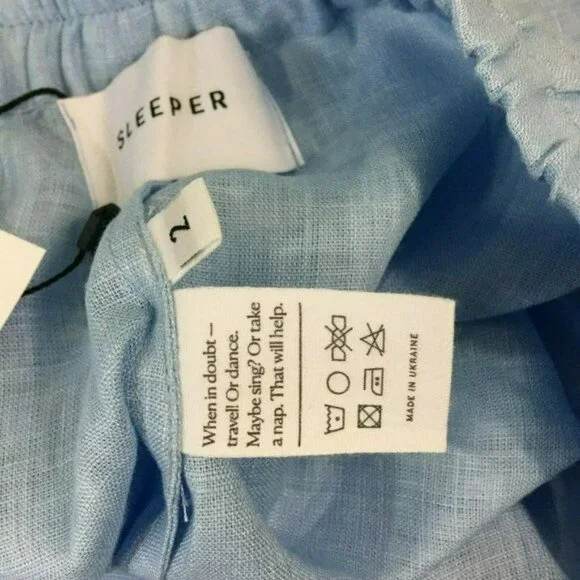 SLEEPER
2
When in doubt —
travel! Or dance.
Maybe sing? Or take
a nap. That will help.
MADE IN UKRAINE